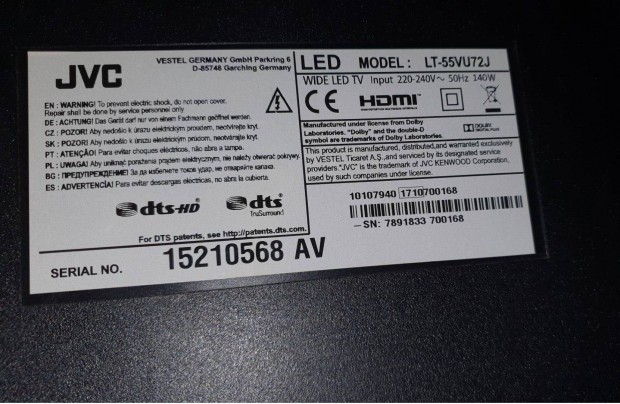 JVC
VESTEL GERMANY GmbH Parkring 6
D-85748 Garching Germany
EN : WARNING! To prevent electric shock, do not open cover.
Repair shall be done by service personnel only
DE : ACHTUNG! Das Gerät darf nur von einem Fachmann geöffnet werden.
CZ : POZOR! Aby nedošlo k úrazu elektrickým proudem, neotvírejte kryt.
SK : POZOR! Aby nedošlo k úrazu elektrickým prúdom, neotvárajte kryt.
PT : ATENÇÃO! Para evitar choques eléctricos, não abra a tampa.
PL : UWAGA! Aby uniknąć porażenia prądem elektrycznym, nie należy otwierać pokrywy.
BG : ПРЕДУПРЕЖДЕНИЕ! За да избегнете токов удар, не отваряйте капака.
ES : ADVERTENCIA! Para evitar descargas eléctricas, no abra la cubierta.
dts-HD
dts
TruSurround
For DTS patents, see http://patents.dts.com.
SERIAL NO. 15210568 AV
LED MODEL : LT-55VU72J
WIDE LED TV Input 220-240V~ 50Hz 140W
CE HDMI
Manufactured under license from Dolby
Laboratories. "Dolby" and the double-D
symbol are trademarks of Dolby Laboratories.
DOLBY
DIGITAL PLUS
This product is manufactured, distributed,and warranted exclusively
by VESTEL Ticaret A.Ş.,and serviced by its designated service
providers."JVC" is the trademark of JVC KENWOOD Corporation,
used by such companies under license.
10107940 1710700168
–SN: 7891833 700168